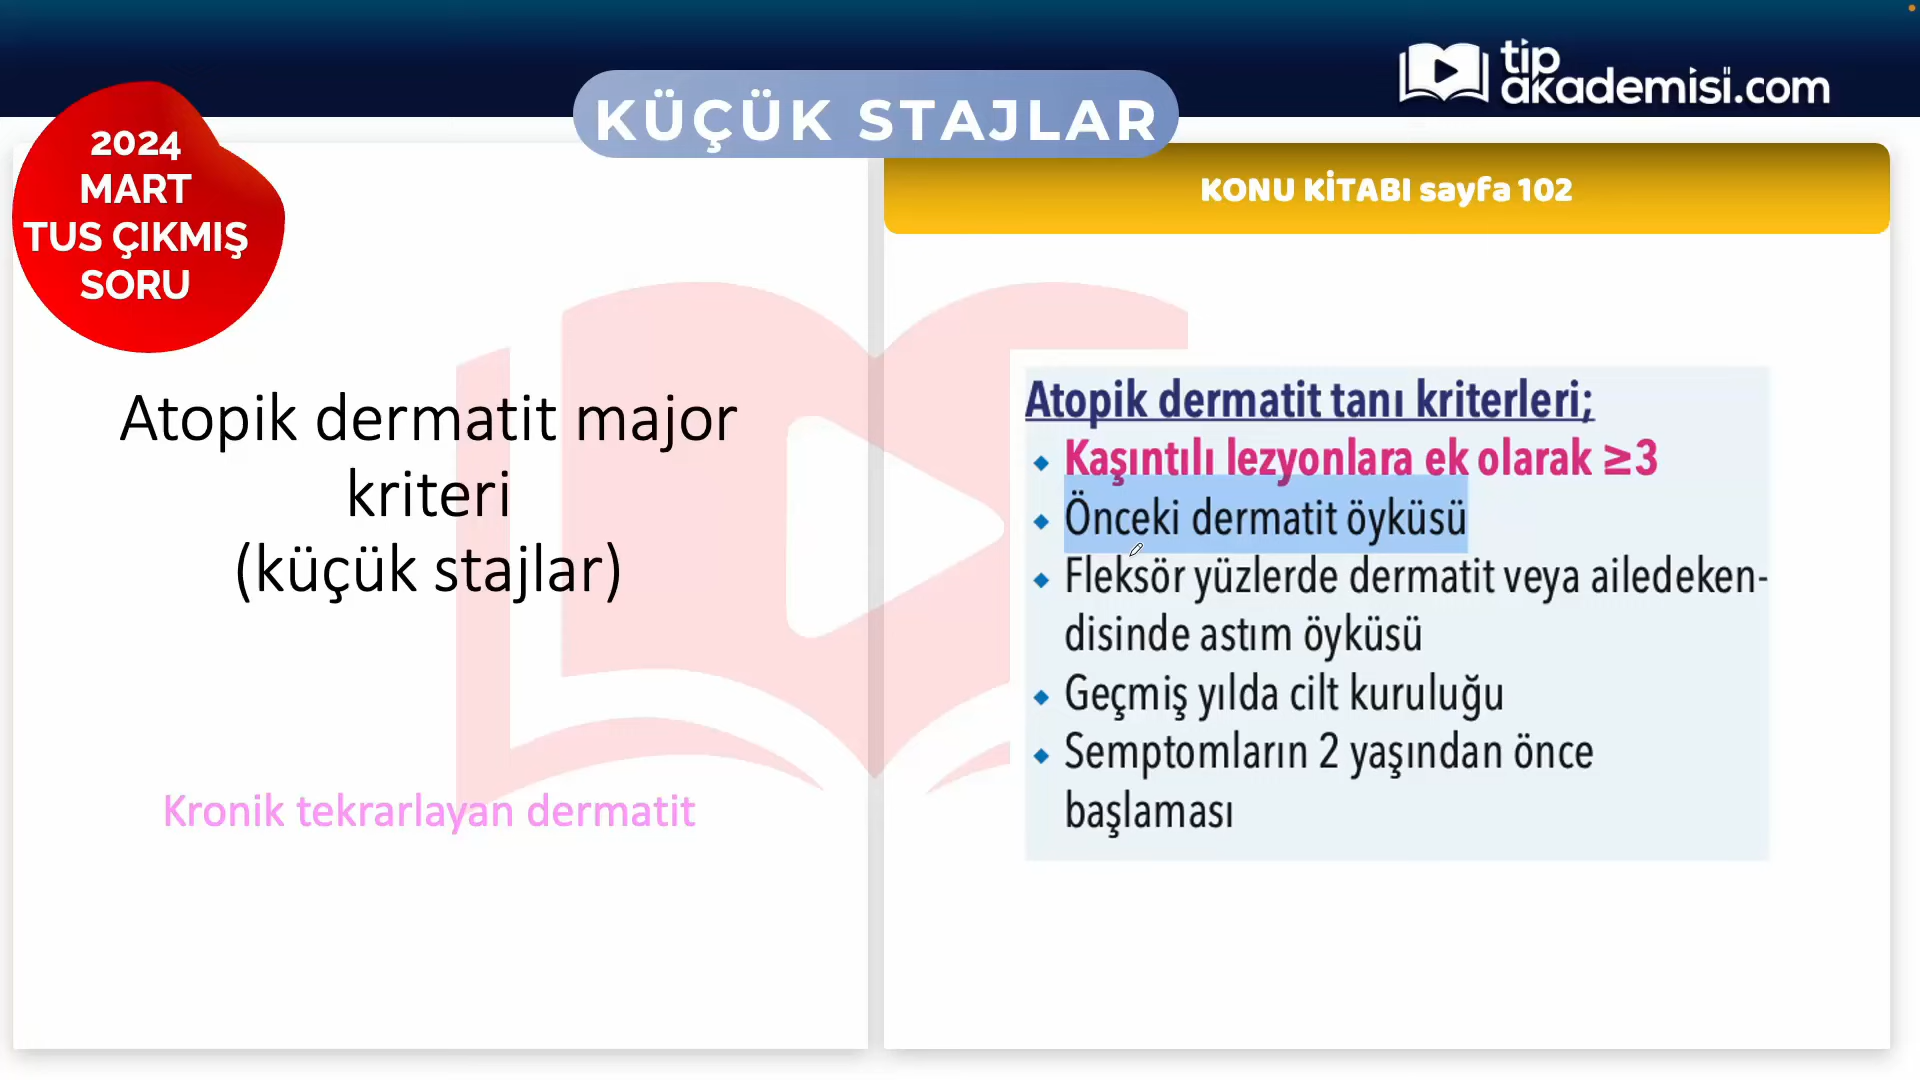 tıp
akademisi.com
KÜÇÜK STAJLAR
2024
MART
TUS ÇIKMIŞ
SORU
Atopik dermatit major
kriteri
(küçük stajlar)
Kronik tekrarlayan dermatit
KONU KİTABI sayfa 102
Atopik dermatit tanı kriterleri;
Kaşıntılı lezyonlara ek olarak ≥3
Önceki dermatit öyküsü
Fleksör yüzlerde dermatit veya ailedeken-
disinde astım öyküsü
Geçmiş yılda cilt kuruluğu
Semptomların 2 yaşından önce
başlaması